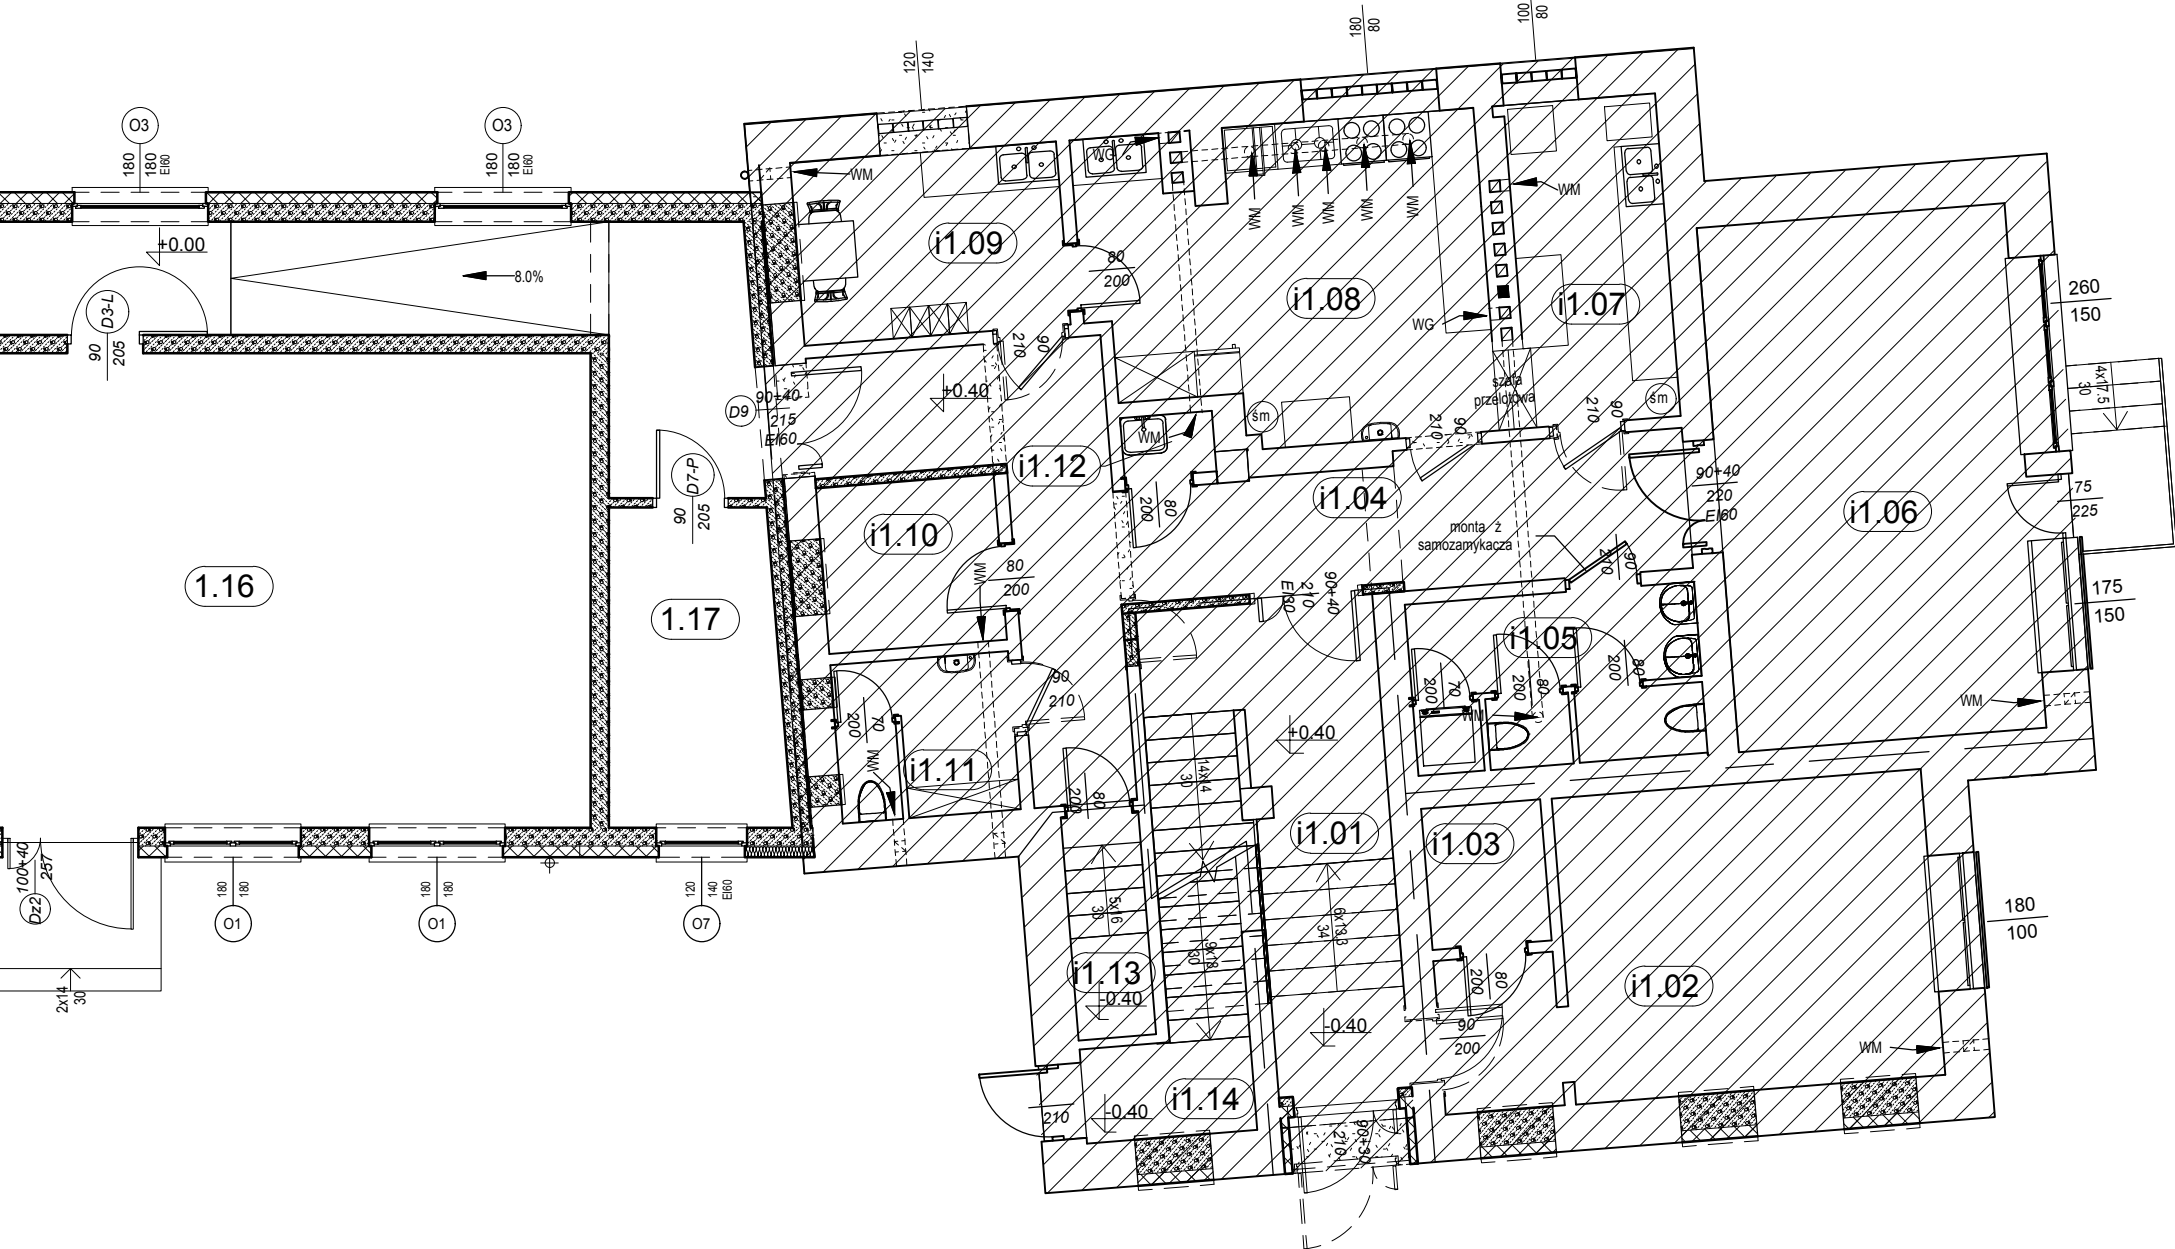 100
80
180
80
120
140
O3
180
180
EI60
O3
180
180
EI60
WG
WM
WM
WM
WM
WM
WM
WM
+0.00
8.0%
D3-L
90
205
i1.09
80
200
i1.08
i1.07
WG
260
150
4x17.5
30
210
90
+0.40
szafa
przelotowa
D9
90+40
215
EI60
śm
śm
WM
210
90
210
90
D7-P
90
205
i1.12
i1.04
90+40
220
EI60
i1.06
75
225
200
80
monta ż
samozamykacza
i1.10
WM
80
200
210
90
EI30
210
90+40
1.16
1.17
175
150
i1.05
90
210
200
70
200
80
200
80
WM
WM
200
70
+0.40
WM
i1.11
14x14
30
200
80
i1.01
i1.03
100+40
257
Dz2
180
180
O1
180
180
O1
120
140
EI60
O7
5x16
30
9x18
30
6x13,3
34
180
100
i1.13
-0.40
200
80
i1.02
2x14
30
90
200
-0.40
WM
210
-0.40
i1.14
210
90+30